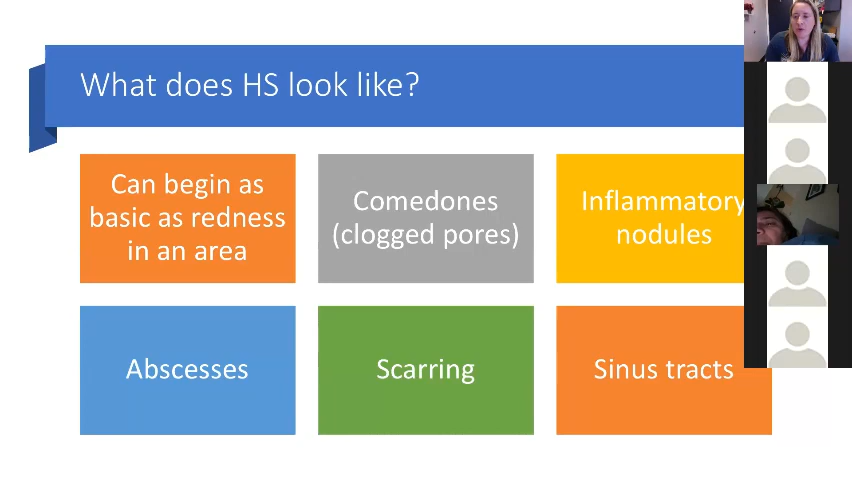 What does HS look like?
Can begin as
basic as redness
in an area
Comedones
(clogged pores)
Inflammatory
nodules
Abscesses
Scarring
Sinus tracts